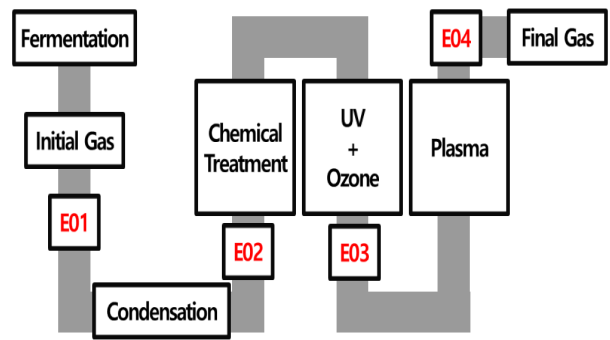 Fermentation
Initial Gas
E01
Condensation
E02
Chemical
Treatment
UV
+
Ozone
E03
Plasma
E04
Final Gas